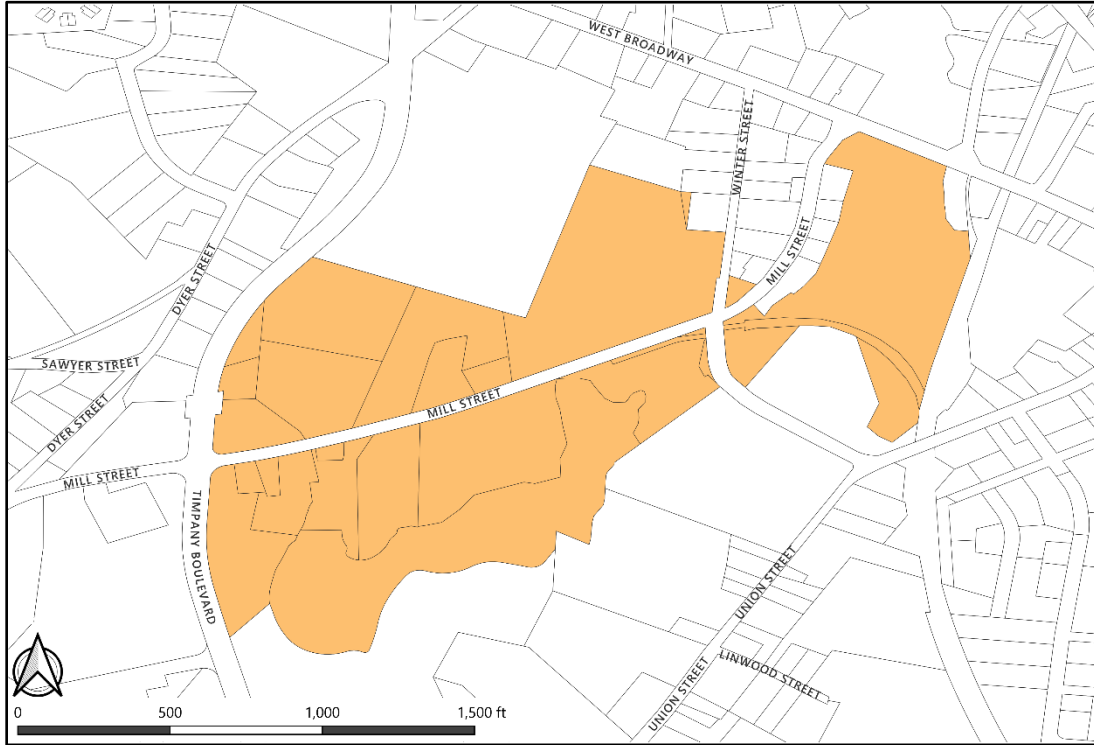 WEST BROADWAY
WINTER STREET
MILL STREET
DYER STREET
SAWYER STREET
DYER STREET
MILL STREET
MILL STREET
TIMPANY BOULEVARD
UNION STREET
LINWOOD STREET
UNION STREET
0 500 1,000 1,500 ft